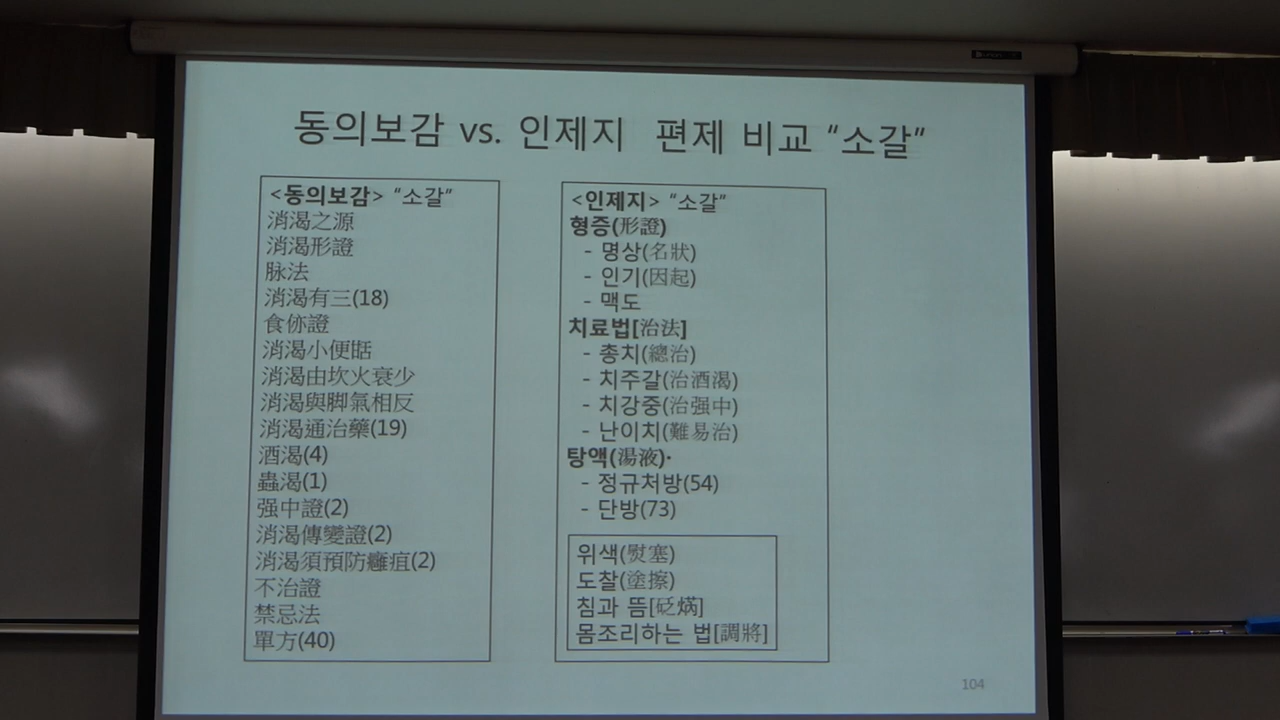 동의보감 vs. 인제지 편제 비교 “소갈”
<동의보감> “소갈”
消渴之源
消渴形證
脉法
消渴有三(18)
食㑊證
消渴小便䑛
消渴由坎火衰少
消渴與脚氣相反
消渴通治藥(19)
酒渴(4)
蟲渴(1)
强中證(2)
消渴傳變證(2)
消渴須預防癰疽(2)
不治證
禁忌法
單方(40)
<인제지> “소갈”
형증(形證)
- 명상(名狀)
- 인기(因起)
- 맥도
치료법[治法]
- 총치(總治)
- 치주갈(治酒渴)
- 치강중(治强中)
- 난이치(難易治)
탕액(湯液)·
- 정규처방(54)
- 단방(73)
위색(熨塞)
도찰(塗擦)
침과 뜸[砭焫]
몸조리하는 법[調將]
104